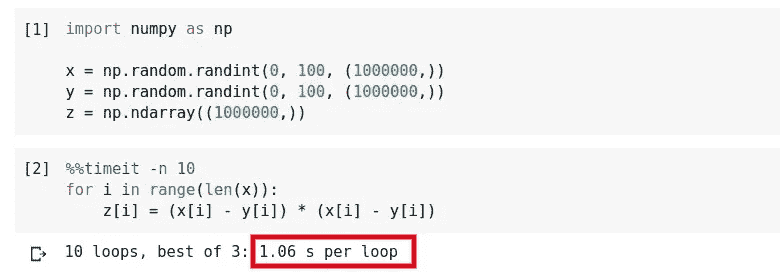 [1] import numpy as np
x = np.random.randint(0, 100, (1000000,))
y = np.random.randint(0, 100, (1000000,))
z = np.ndarray((1000000,))
[2] %%timeit -n 10
for i in range(len(x)):
    z[i] = (x[i] - y[i]) * (x[i] - y[i])
10 loops, best of 3: 1.06 s per loop